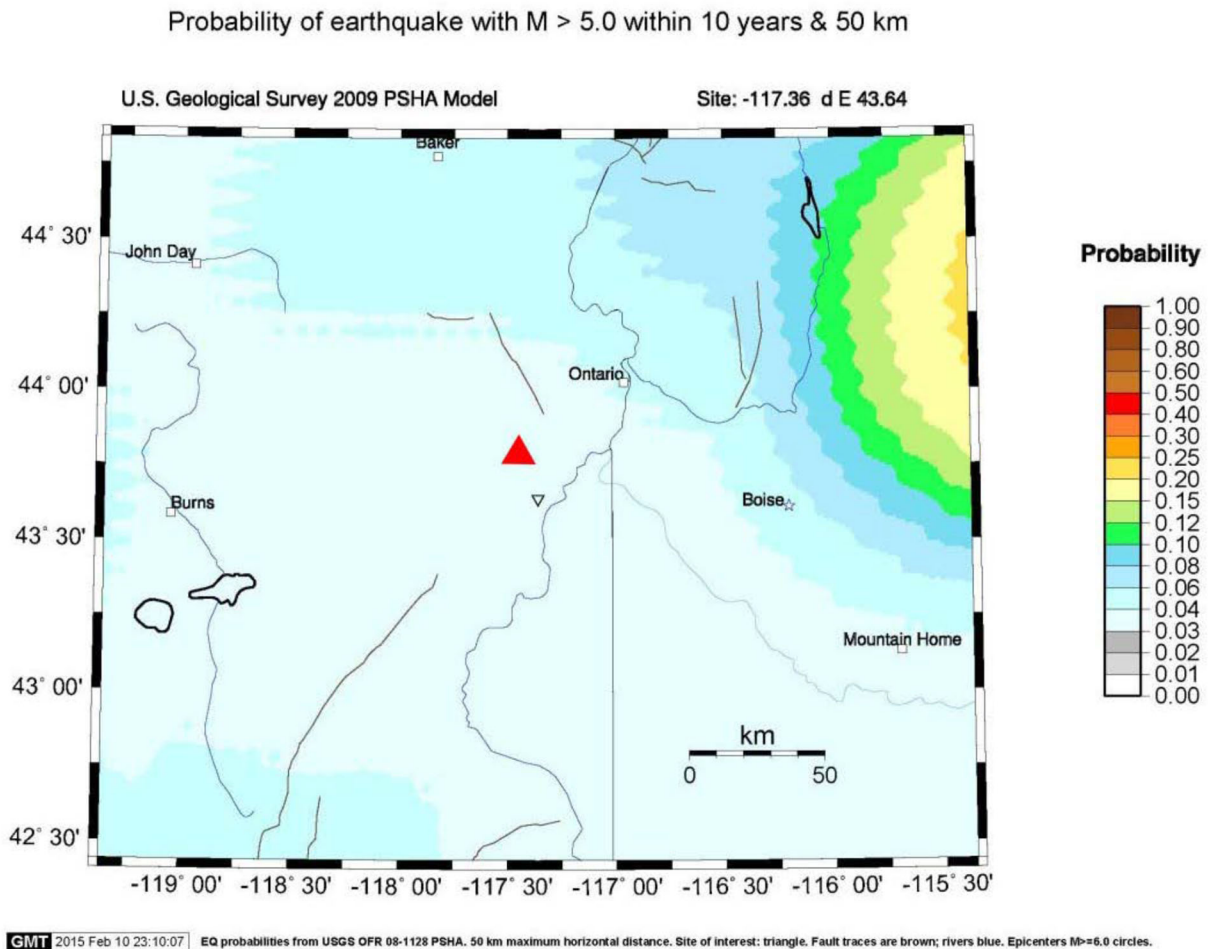 Probability of earthquake with M > 5.0 within 10 years & 50 km
U.S. Geological Survey 2009 PSHA Model
Site: -117.36 d E 43.64
Baker
44° 30'
John Day
Probability
1.00
0.90
0.80
0.60
0.50
0.40
0.30
0.25
0.20
0.15
0.12
0.10
0.08
0.06
0.04
0.03
0.02
0.01
0.00
44° 00'
Ontario
Burns
Boise
43° 30'
Mountain Home
43° 00'
km
0 50
42° 30'
-119° 00' -118° 30' -118° 00' -117° 30' -117° 00' -116° 30' -116° 00' -115° 30'
GMT 2015 Feb 10 23:10:07 EQ probabilities from USGS OFR 08-1128 PSHA. 50 km maximum horizontal distance. Site of interest: triangle. Fault traces are brown; rivers blue. Epicenters M>=6.0 circles.